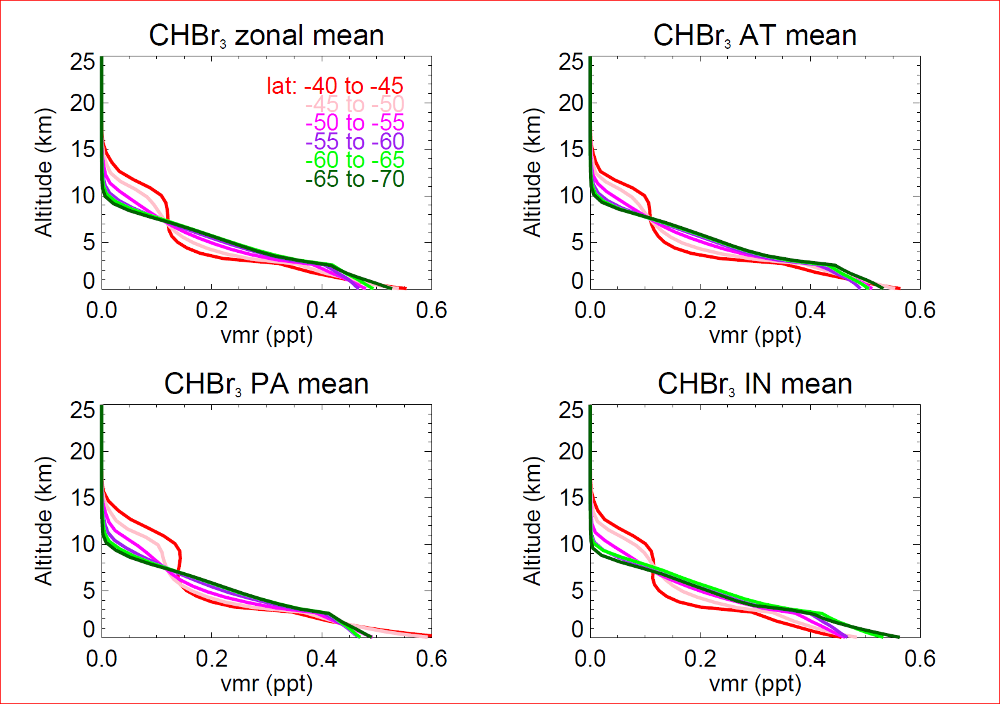 CHBr₃ zonal mean
25
20
15
10
5
0
Altitude (km)
lat: -40 to -45
-45 to -50
-50 to -55
-55 to -60
-60 to -65
-65 to -70
0.0 0.2 0.4 0.6
vmr (ppt)
CHBr₃ AT mean
25
20
15
10
5
0
Altitude (km)
0.0 0.2 0.4 0.6
vmr (ppt)
CHBr₃ PA mean
25
20
15
10
5
0
Altitude (km)
0.0 0.2 0.4 0.6
vmr (ppt)
CHBr₃ IN mean
25
20
15
10
5
0
Altitude (km)
0.0 0.2 0.4 0.6
vmr (ppt)